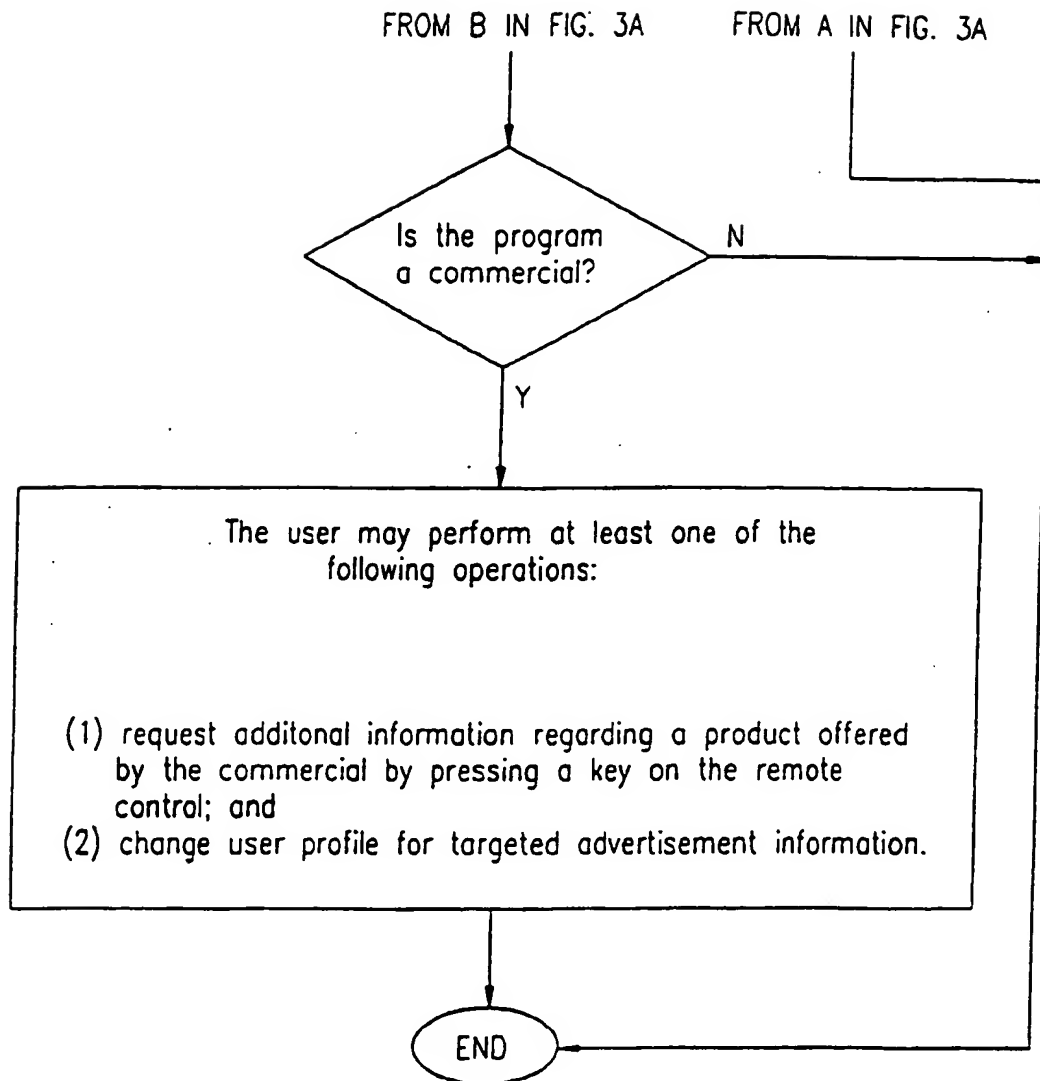 FROM B IN FIG. 3A
FROM A IN FIG. 3A
Is the program
a commercial?
N
Y
The user may perform at least one of the
following operations:
(1) request additonal information regarding a product offered
by the commercial by pressing a key on the remote
control; and
(2) change user profile for targeted advertisement information.
END